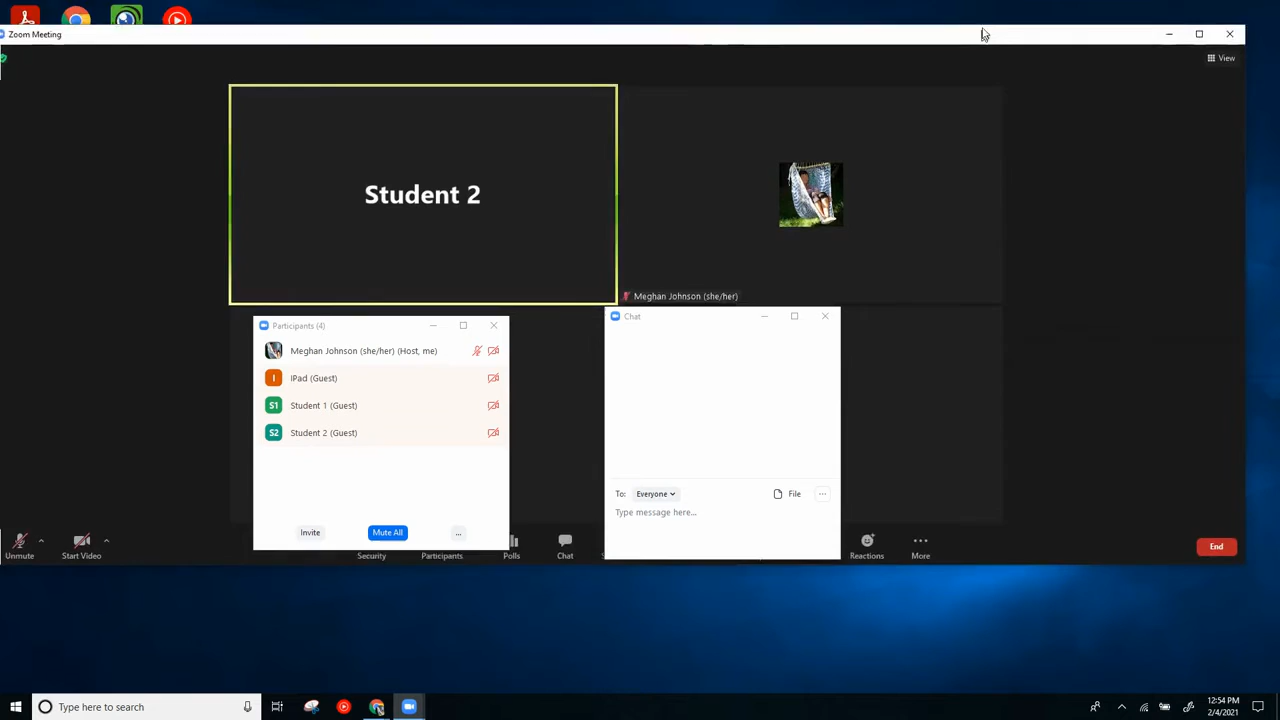 Zoom Meeting
View
Student 2
Meghan Johnson (she/her)
Participants (4)
Meghan Johnson (she/her) (Host, me)
I
IPad (Guest)
S1
Student 1 (Guest)
S2
Student 2 (Guest)
Invite
Mute All
...
Chat
To:
Everyone
File
...
Type message here...
Unmute
Start Video
Security
Participants
Polls
Chat
Reactions
More
End
Type here to search
12:54 PM
2/4/2021